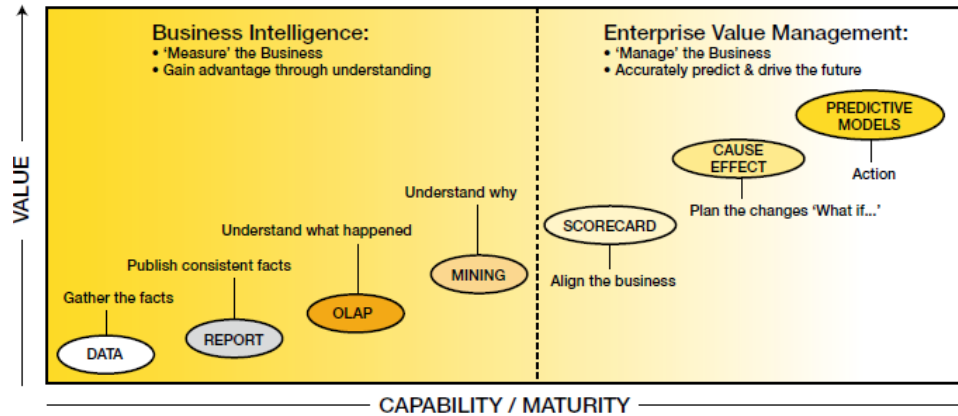 Business Intelligence:
• 'Measure' the Business
• Gain advantage through understanding
Enterprise Value Management:
• 'Manage' the Business
• Accurately predict & drive the future
PREDICTIVE
MODELS
Action
CAUSE
EFFECT
Plan the changes 'What if...'
SCORECARD
Align the business
Understand why
MINING
Understand what happened
OLAP
Publish consistent facts
REPORT
Gather the facts
DATA
VALUE
CAPABILITY / MATURITY